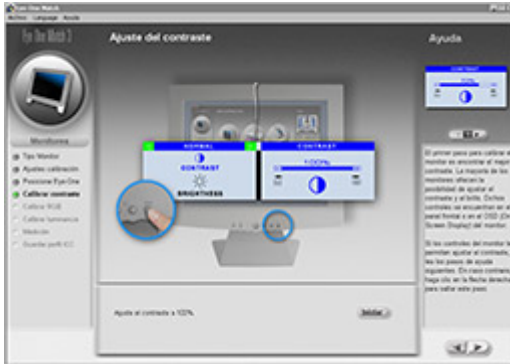 Eye-One Match
Archivo Language Ayuda
Eye-One Match 3
Ajuste del contraste
Ayuda
Monitores
Tipo Monitor
Ajustes calibración
Posicione Eye-One
Calibrar contraste
Calibrar RGB
Calibrar luminancia
Medición
Guardar perfil ICC
NORMAL
CONTRAST
BRIGHTNESS
CONTRAST
100%
CONTRAST
100%
El primer paso para calibrar el
monitor es encontrar el mejor
contraste. La mayoría de los
monitores ofrecen la
posibilidad de ajustar el
contraste y el brillo. Dichos
controles se encuentran en el
panel frontal o en el OSD (On
Screen Display) del monitor.
Si los controles del monitor le
permiten ajustar el contraste,
lea los pasos de ayuda
siguientes. En caso contrario,
haga clic en la flecha derecha
para saltar este paso.
Ajuste el contraste a 100%.
Iniciar